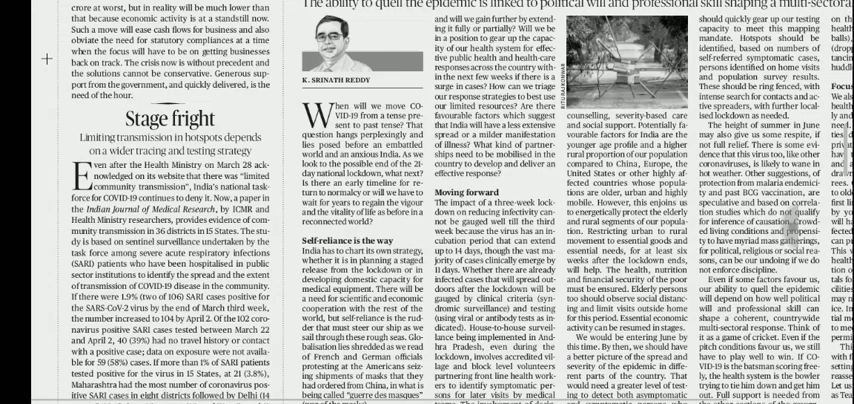 The ability to quell the epidemic is linked to political will and professional skill shaping a multi-sectoral
crore at worst, but in reality will be much lower than
that because economic activity is at a standstill now.
Such a move will ease cash flows for business and also
obviate the need for statutory compliances at a time
when the focus will have to be on getting businesses
back on track. The crisis now is without precedent and
the solutions cannot be conservative. Generous sup-
port from the government, and quickly delivered, is the
need of the hour.
Stage fright
Limiting transmission in hotspots depends
on a wider tracing and testing strategy
Even after the Health Ministry on March 28 ack-
nowledged on its website that there was "limited
community transmission", India's national task-
force for COVID-19 continues to deny it. Now, a paper in
the Indian Journal of Medical Research, by ICMR and
Health Ministry researchers, provides evidence of com-
munity transmission in 36 districts in 15 States. The stu-
dy is based on sentinel surveillance undertaken by the
task force among severe acute respiratory infections
(SARI) patients who have been hospitalised in public
sector institutions to identify the spread and the extent
of transmission of COVID-19 disease in the community.
If there were 1.9% (two of 106) SARI cases positive for
the SARS-CoV-2 virus by the end of March third week,
the number increased to 104 by April 2. Of the 102 coro-
navirus positive SARI cases tested between March 22
and April 2, 40 (39%) had no travel history or contact
with a positive case; data on exposure were not availa-
ble for 59 (58%) cases. If more than 1% of SARI patients
tested positive for the virus in 15 States, at 21 (3.8%),
Maharashtra had the most number of coronavirus pos-
itive SARI cases in eight districts followed by Delhi (14
K. SRINATH REDDY
When will we move CO-
VID-19 from a tense pre-
sent to past tense? That
question hangs perplexingly and
lies posed before an embattled
world and an anxious India. As we
look to the possible end of the 21-
day national lockdown, what next?
Is there an early timeline for re-
turn to normalcy or will we have to
wait for years to regain the vigour
and the vitality of life as before in a
reconnected world?
Self-reliance is the way
India has to chart its own strategy,
whether it is in planning a staged
release from the lockdown or in
developing domestic capacity for
medical equipment. There will be
a need for scientific and economic
cooperation with the rest of the
world, but self-reliance is the rud-
der that must steer our ship as we
sail through these rough seas. Glo-
balisation lies shredded as we read
of French and German officials
protesting at the Americans seiz-
ing shipments of masks that they
had ordered from China, in what is
being called "guerre des masques"
and will we gain further by extend-
ing it fully or partially? Will we be
in a position to gear up the capac-
ity of our health system for effec-
tive public health and health-care
responses across the country with-
in the next few weeks if there is a
surge in cases? How can we triage
our response strategies to best use
our limited resources? Are there
favourable factors which suggest
that India will have a less extensive
spread or a milder manifestation
of illness? What kind of partner-
ships need to be mobilised in the
country to develop and deliver an
effective response?
Moving forward
The impact of a three-week lock-
down on reducing infectivity can-
not be gauged well till the third
week because the virus has an in-
cubation period that can extend
up to 14 days, though the vast ma-
jority of cases clinically emerge by
11 days. Whether there are already
infected cases that will spread out-
doors after the lockdown will be
gauged by clinical criteria (syn-
dromic surveillance) and testing
(using viral or antibody tests as in-
dicated). House-to-house surveil-
lance being implemented in And-
hra Pradesh, even during the
lockdown, involves accredited vil-
lage and block level volunteers
partnering front line health work-
ers to identify symptomatic per-
sons for later visits by medical
RITU RAJ KONWAR
counselling, severity-based care
and social support. Potentially fa-
vourable factors for India are the
younger age profile and a higher
rural proportion of our population
compared to China, Europe, the
United States or other highly af-
fected countries whose popula-
tions are older, urban and highly
mobile. However, this enjoins us
to energetically protect the elderly
and rural segments of our popula-
tion. Restricting urban to rural
movement to essential goods and
essential needs, for at least six
weeks after the lockdown ends,
will help. The health, nutrition
and financial security of the poor
must be ensured. Elderly persons
too should observe social distanc-
ing and limit visits outside home
for this period. Essential economic
activity can be resumed in stages.
We would be entering June by
this time. By then, we should have
a better picture of the spread and
severity of the epidemic in diffe-
rent parts of the country. That
would need a greater level of test-
ing to detect both asymptomatic
should quickly gear up our testing
capacity to meet this mapping
mandate. Hotspots should be
identified, based on numbers of
self-referred symptomatic cases,
persons identified on home visits
and population survey results.
These should be ring fenced, with
intense search for contacts and ac-
tive spreaders, with further local-
ised lockdown as needed.
The height of summer in June
may also give us some respite, if
not full relief. There is some evi-
dence that this virus too, like other
coronaviruses, is likely to wane in
hot weather. Other suggestions, of
protection from malaria endemici-
ty and past BCG vaccination, are
speculative and based on correla-
tion studies which do not qualify
for inference of causation. Crowd-
ed living conditions and propensi-
ty to have myriad mass gatherings,
for political, religious or social rea-
sons, can be our undoing if we do
not enforce discipline.
Even if some factors favour us,
our ability to quell the epidemic
will depend on how well political
will and professional skill can
shape a coherent, countrywide
multi-sectoral response. Think of
it as a game of cricket. Even if the
pitch conditions favour us, we still
have to play well to win. If CO-
VID-19 is the batsman scoring free-
ly, the health system is the bowler
trying to tie him down and get him
out. Full support is needed from